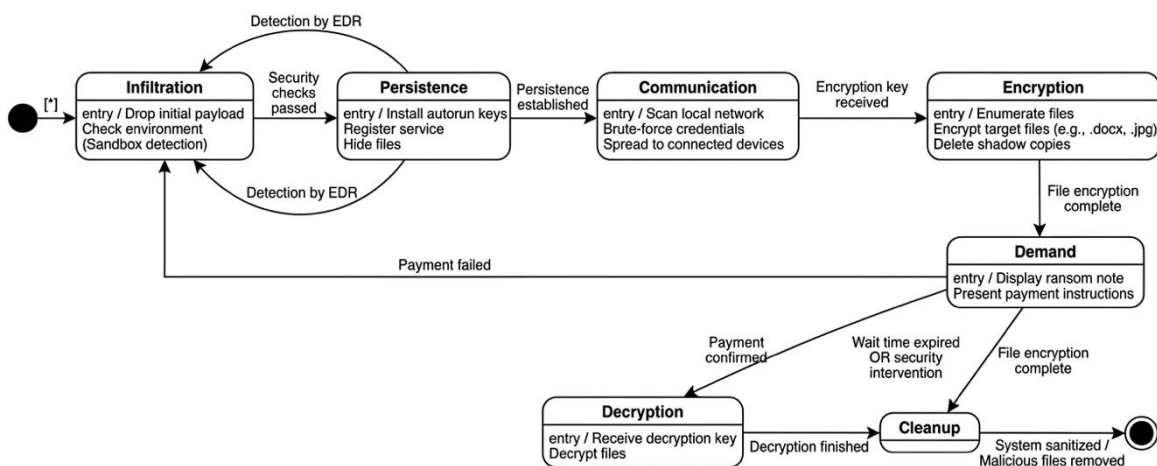 Detection by EDR
[*]
Infiltration
entry / Drop initial payload
Check environment
(Sandbox detection)
Security
checks
passed
Persistence
entry / Install autorun keys
Register service
Hide files
Persistence
established
Communication
entry / Scan local network
Brute-force credentials
Spread to connected devices
Encryption key
received
Encryption
entry / Enumerate files
Encrypt target files (e.g., .docx, .jpg)
Delete shadow copies
Detection by EDR
File encryption
complete
Payment failed
Demand
entry / Display ransom note
Present payment instructions
Payment
confirmed
Wait time expired
OR security
intervention
File encryption
complete
Decryption
entry / Receive decryption key
Decrypt files
Decryption finished
Cleanup
System sanitized /
Malicious files removed